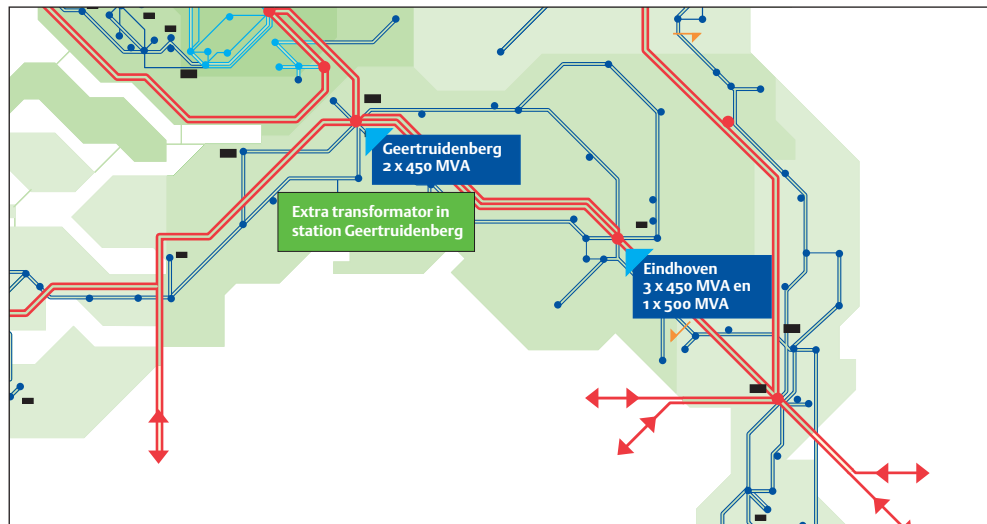 Geertruidenberg
2 x 450 MVA
Extra transformator in
station Geertruidenberg
Eindhoven
3 x 450 MVA en
1 x 500 MVA